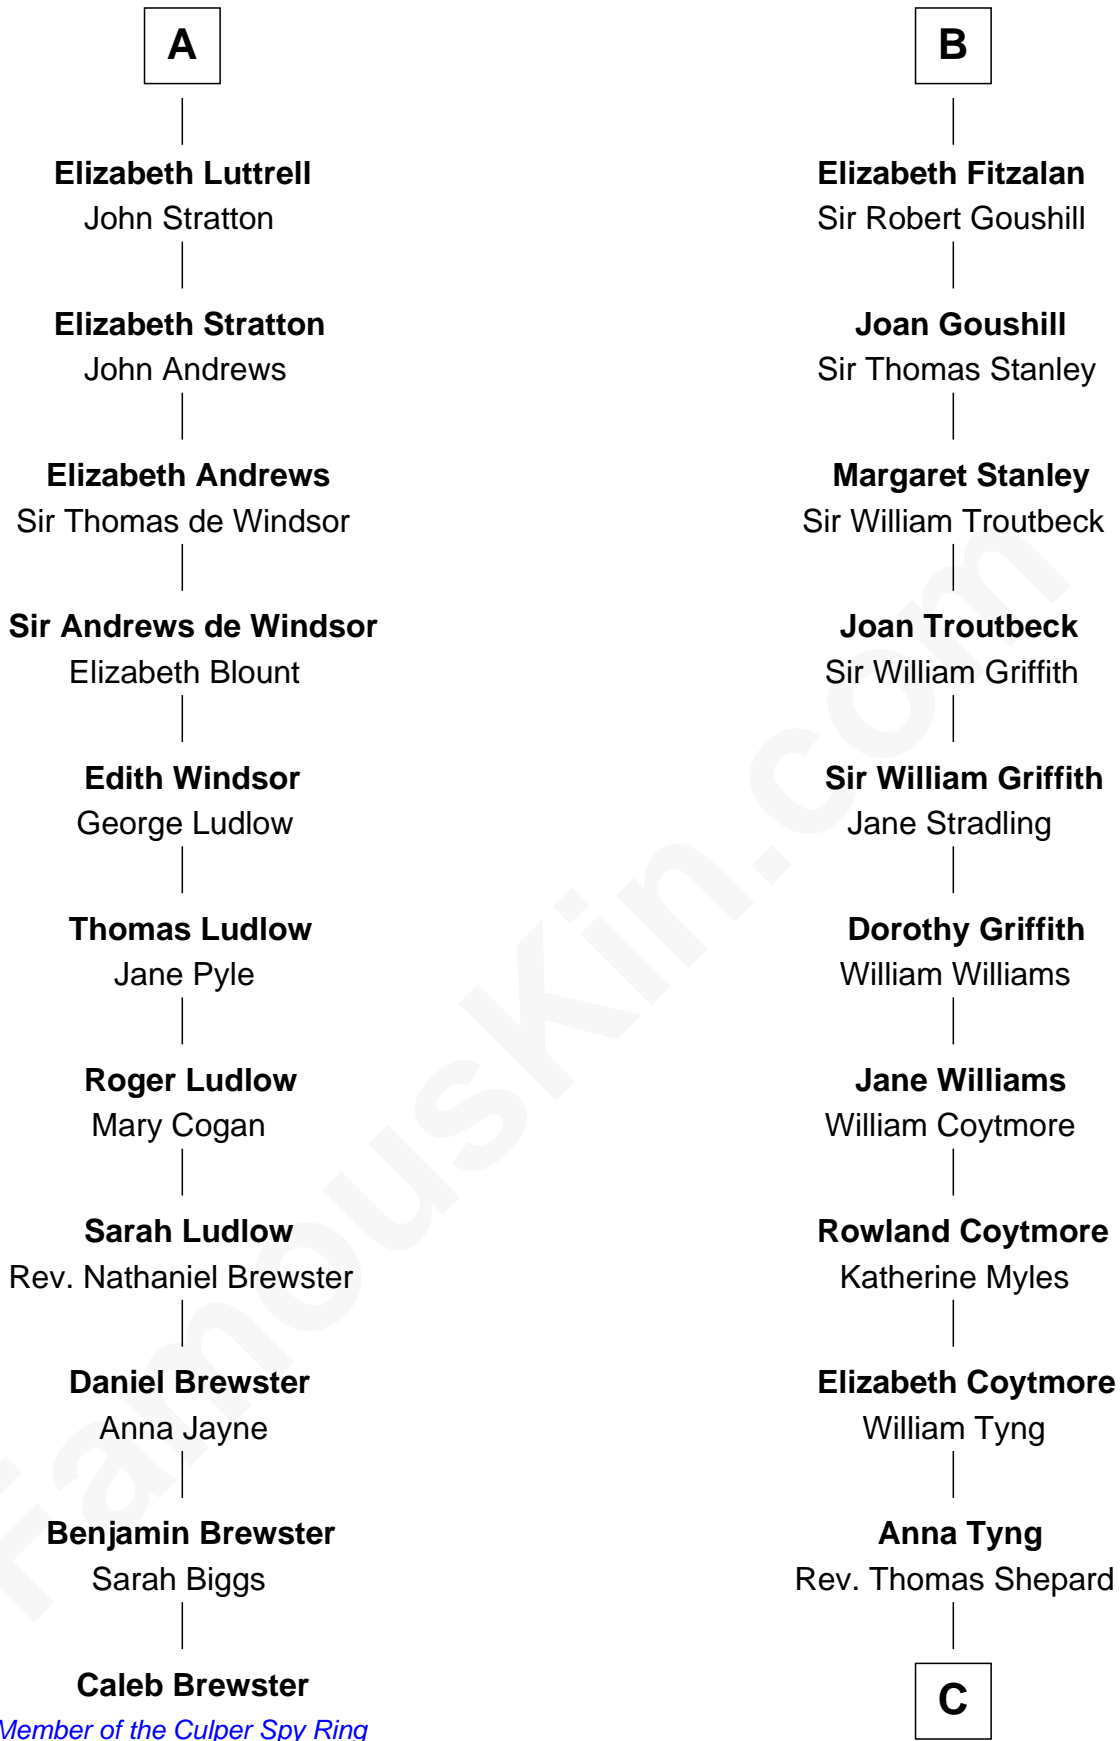 A
Elizabeth Luttrell
John Stratton
Elizabeth Stratton
John Andrews
Elizabeth Andrews
Sir Thomas de Windsor
Sir Andrews de Windsor
Elizabeth Blount
Edith Windsor
George Ludlow
Thomas Ludlow
Jane Pyle
Roger Ludlow
Mary Cogan
Sarah Ludlow
Rev. Nathaniel Brewster
Daniel Brewster
Anna Jayne
Benjamin Brewster
Sarah Biggs
Caleb Brewster
Member of the Culper Spy Ring
B
Elizabeth Fitzalan
Sir Robert Goushill
Joan Goushill
Sir Thomas Stanley
Margaret Stanley
Sir William Troutbeck
Joan Troutbeck
Sir William Griffith
Sir William Griffith
Jane Stradling
Dorothy Griffith
William Williams
Jane Williams
William Coytmore
Rowland Coytmore
Katherine Myles
Elizabeth Coytmore
William Tyng
Anna Tyng
Rev. Thomas Shepard
C
FamousKin.com